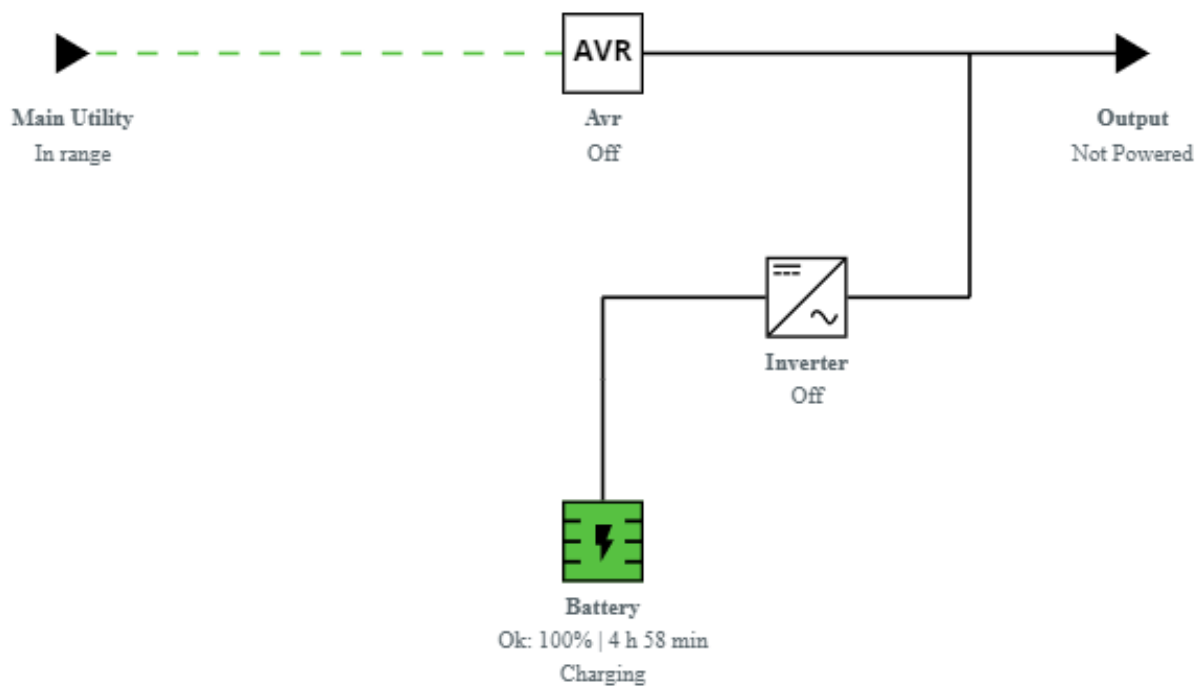 AVR
Main Utility
In range
Avr
Off
Output
Not Powered
Inverter
Off
Battery
Ok: 100% | 4 h 58 min
Charging